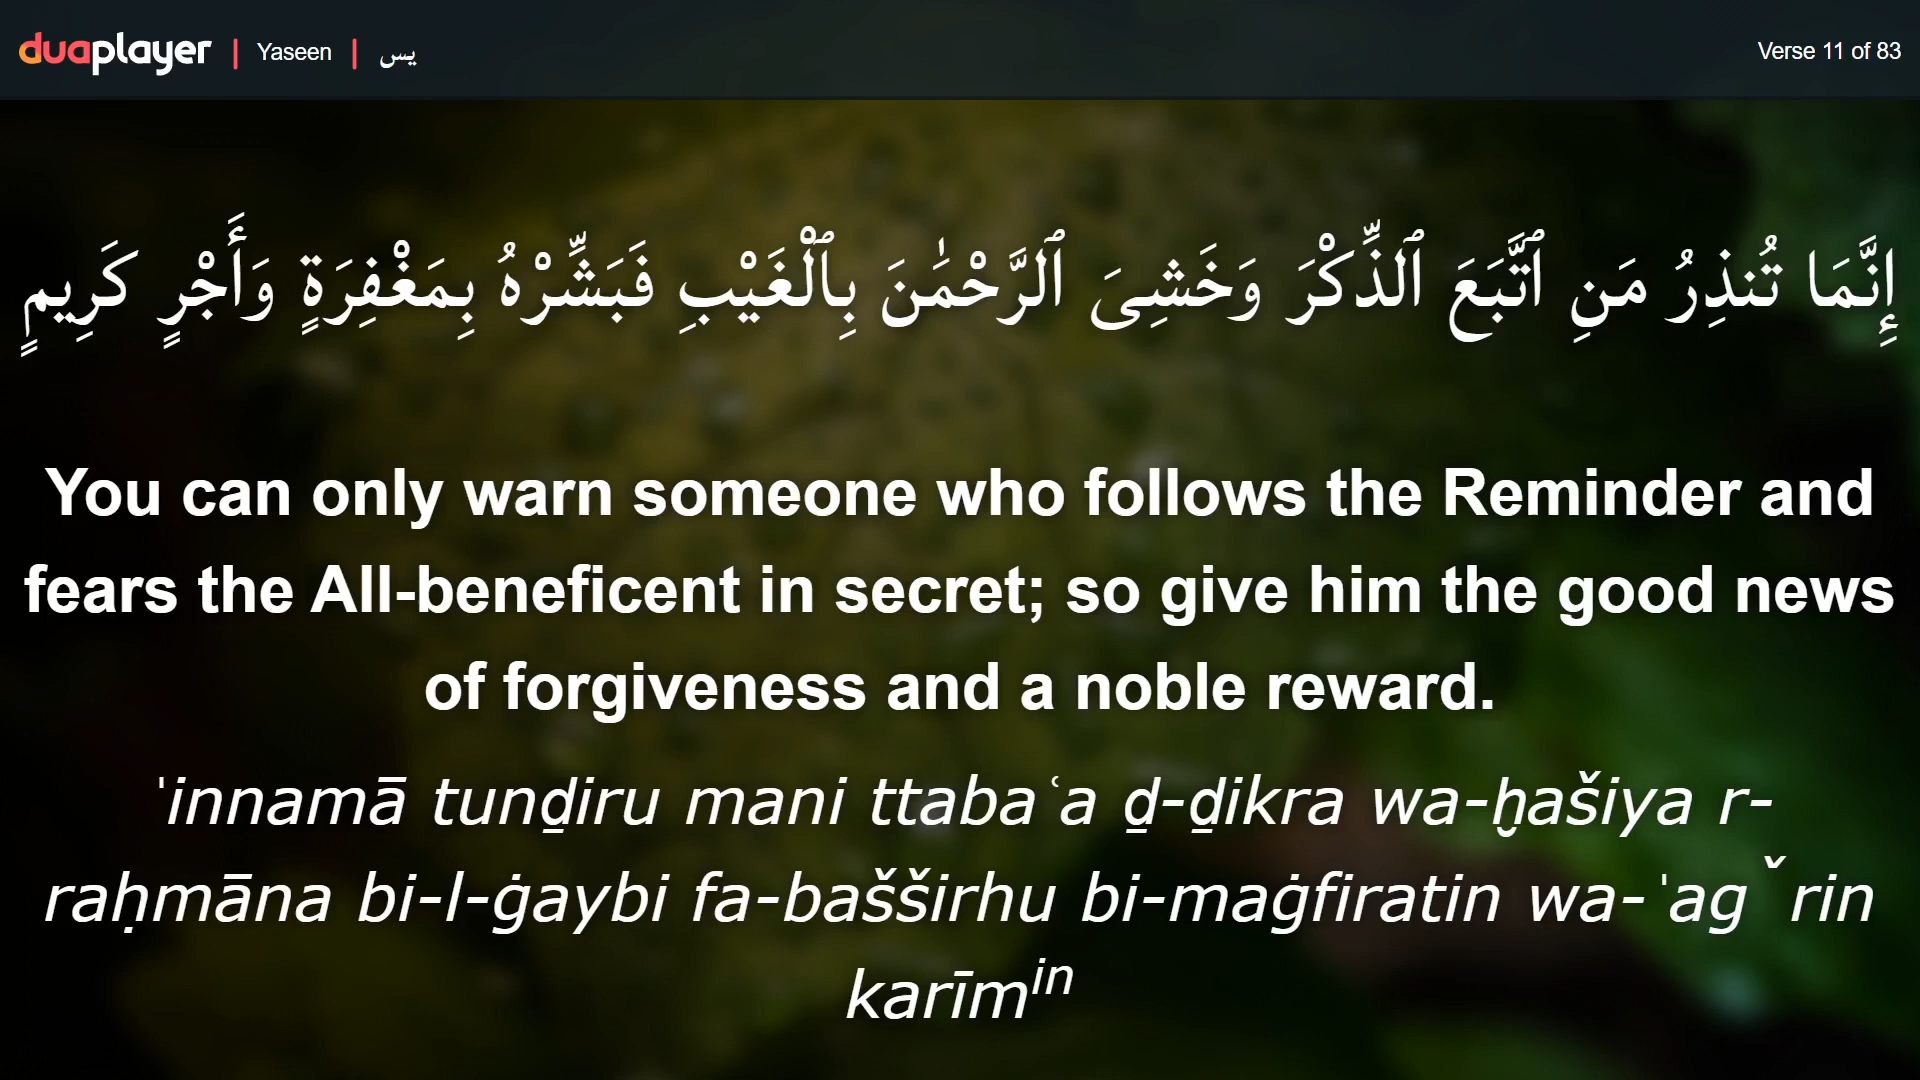 duaplayer | Yaseen | يس
Verse 11 of 83
إِنَّمَا تُنذِرُ مَنِ ٱتَّبَعَ ٱلذِّكْرَ وَخَشِىَ ٱلرَّحْمَٰنَ بِٱلْغَيْبِ فَبَشِّرْهُ بِمَغْفِرَةٍ وَأَجْرٍ كَرِيمٍ
You can only warn someone who follows the Reminder and
fears the All-beneficent in secret; so give him the good news
of forgiveness and a noble reward.
ʾinnamā tunḏiru mani ttabaʿa ḏ-ḏikra wa-ḫašiya r-
raḥmāna bi-l-ġaybi fa-bašširhu bi-maġfiratin wa-ʾagˇrin
karīmⁱⁿ